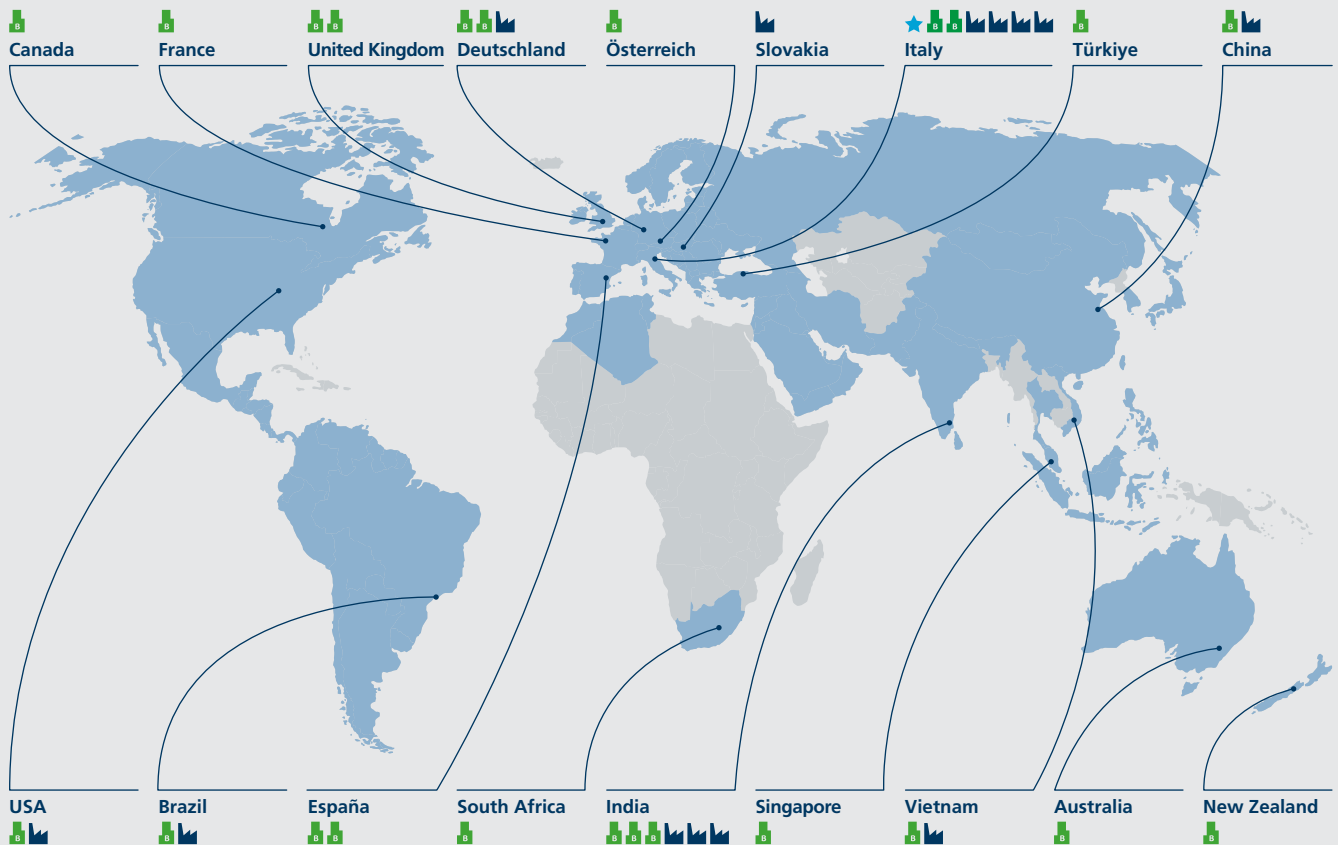 B B B B B B B B B B B B B
Canada France United Kingdom Deutschland Österreich Slovakia Italy Türkiye China
USA Brazil España South Africa India Singapore Vietnam Australia New Zealand
B B B B B B B B B B B B